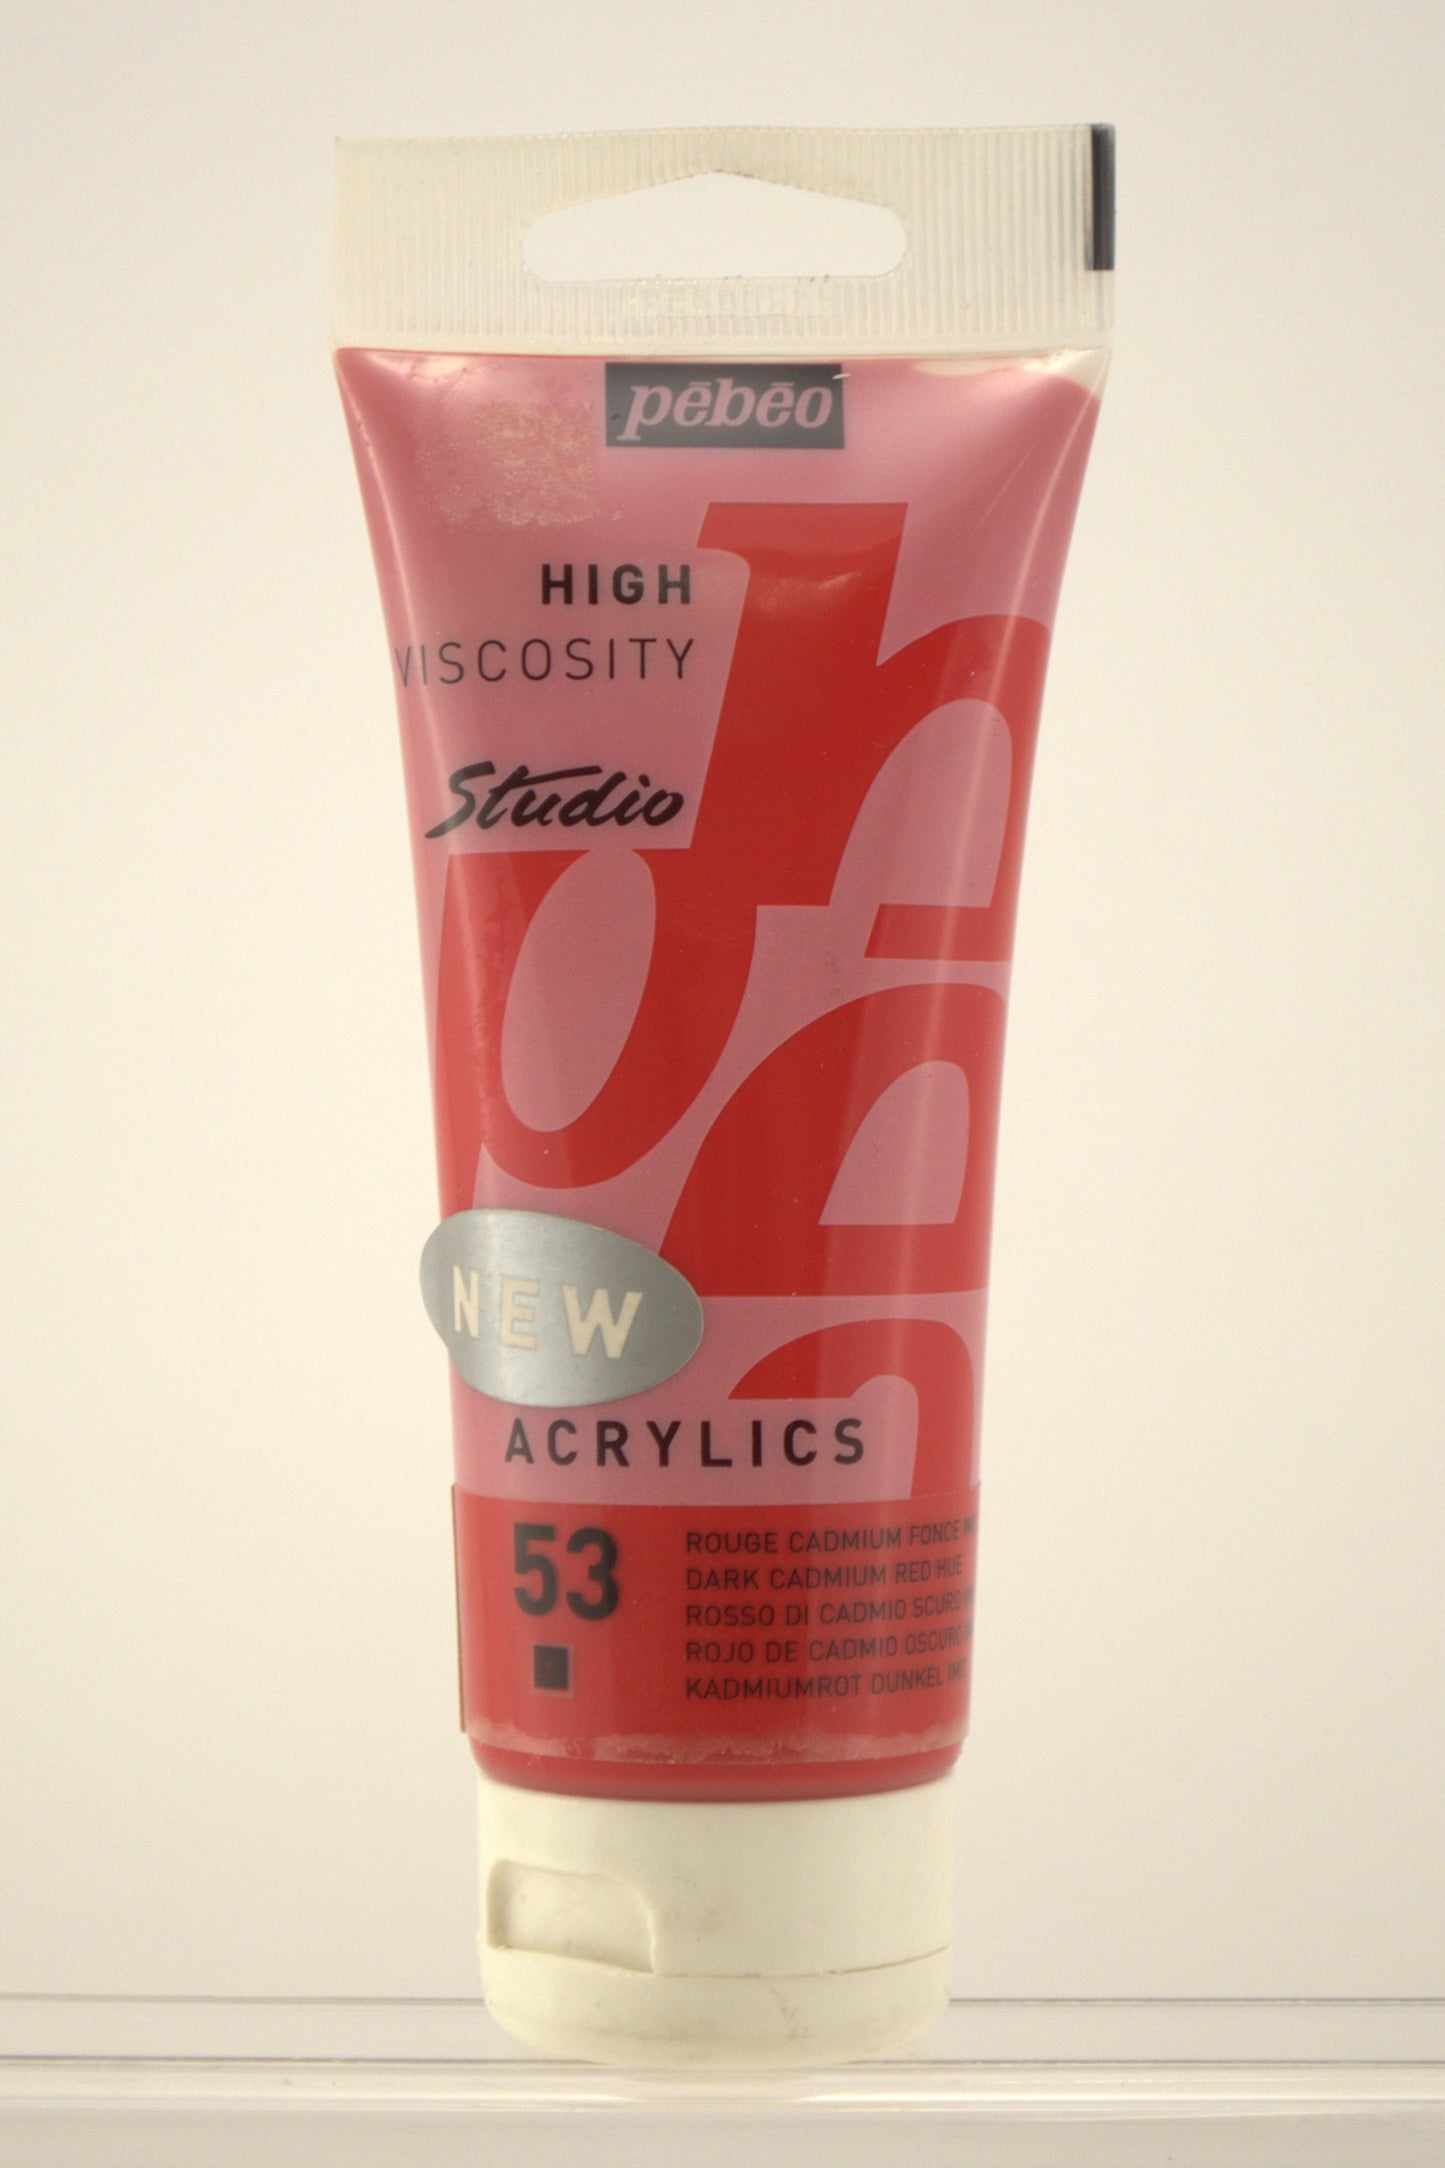 pēbēo
HIGH
VISCOSITY
Studio
NEW
ACRYLICS
53
ROUGE CADMIUM FONCE
DARK CADMIUM RED HUE
ROSSO DI CADMIO SCURO
ROJO DE CADMIO OSCURO
KADMIUMROT DUNKEL